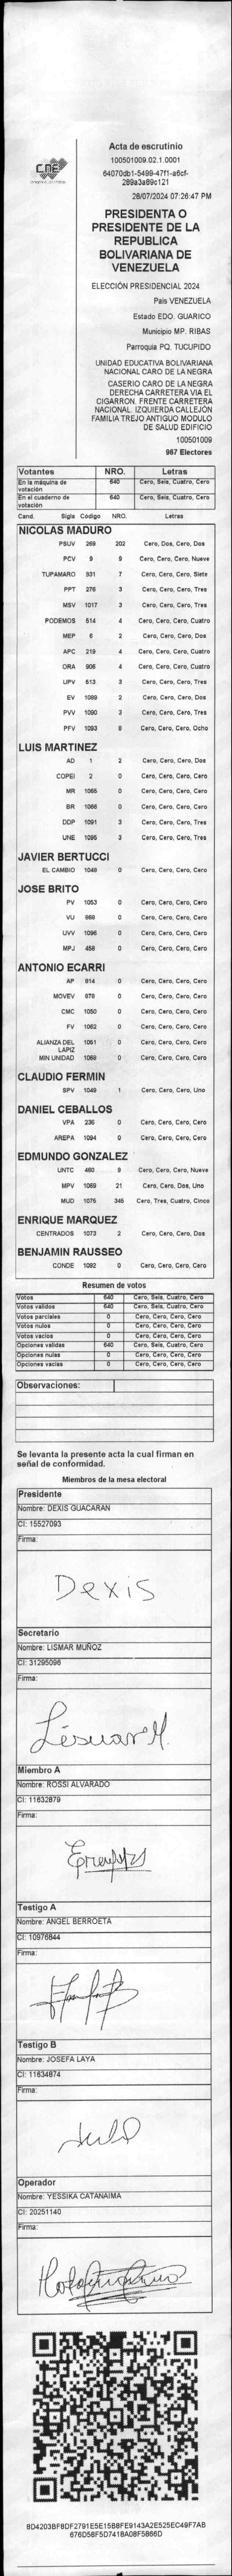 CNE
Acta de escrutinio
100501009.02.1.0001
64070db1-5499-47f1-a6cf-
289a3a89c121
28/07/2024 07:26:47 PM
PRESIDENTA O
PRESIDENTE DE LA
REPUBLICA
BOLIVARIANA DE
VENEZUELA
ELECCIÓN PRESIDENCIAL 2024
País VENEZUELA
Estado EDO. GUARICO
Municipio MP. RIBAS
Parroquia PQ. TUCUPIDO
UNIDAD EDUCATIVA BOLIVARIANA
NACIONAL CARO DE LA NEGRA
CASERIO CARO DE LA NEGRA
DERECHA CARRETERA VIA EL
CIGARRON. FRENTE CARRETERA
NACIONAL. IZQUIERDA CALLEJÓN
FAMILIA TREJO ANTIGUO MODULO
DE SALUD EDIFICIO
100501009
987 Electores
Votantes NRO. Letras
En la máquina de votación 640 Cero, Seis, Cuatro, Cero
En el cuaderno de votación 640 Cero, Seis, Cuatro, Cero
Cand. Sigla Código NRO. Letras
NICOLAS MADURO
PSUV 269 202 Cero, Dos, Cero, Dos
PCV 9 9 Cero, Cero, Cero, Nueve
TUPAMARO 931 7 Cero, Cero, Cero, Siete
PPT 276 3 Cero, Cero, Cero, Tres
MSV 1017 3 Cero, Cero, Cero, Tres
PODEMOS 514 4 Cero, Cero, Cero, Cuatro
MEP 6 2 Cero, Cero, Cero, Dos
APC 219 4 Cero, Cero, Cero, Cuatro
ORA 906 4 Cero, Cero, Cero, Cuatro
UPV 513 3 Cero, Cero, Cero, Tres
EV 1089 2 Cero, Cero, Cero, Dos
PVV 1090 3 Cero, Cero, Cero, Tres
PFV 1093 8 Cero, Cero, Cero, Ocho
LUIS MARTINEZ
AD 1 2 Cero, Cero, Cero, Dos
COPEI 2 0 Cero, Cero, Cero, Cero
MR 1065 0 Cero, Cero, Cero, Cero
BR 1066 0 Cero, Cero, Cero, Cero
DDP 1091 3 Cero, Cero, Cero, Tres
UNE 1095 3 Cero, Cero, Cero, Tres
JAVIER BERTUCCI
EL CAMBIO 1048 0 Cero, Cero, Cero, Cero
JOSE BRITO
PV 1053 0 Cero, Cero, Cero, Cero
VU 868 0 Cero, Cero, Cero, Cero
UVV 1096 0 Cero, Cero, Cero, Cero
MPJ 458 0 Cero, Cero, Cero, Cero
ANTONIO ECARRI
AP 814 0 Cero, Cero, Cero, Cero
MOVEV 878 0 Cero, Cero, Cero, Cero
CMC 1050 0 Cero, Cero, Cero, Cero
FV 1062 0 Cero, Cero, Cero, Cero
ALIANZA DEL LAPIZ 1051 0 Cero, Cero, Cero, Cero
MIN UNIDAD 1068 0 Cero, Cero, Cero, Cero
CLAUDIO FERMIN
SPV 1049 1 Cero, Cero, Cero, Uno
DANIEL CEBALLOS
VPA 236 0 Cero, Cero, Cero, Cero
AREPA 1094 0 Cero, Cero, Cero, Cero
EDMUNDO GONZALEZ
UNTC 460 9 Cero, Cero, Cero, Nueve
MPV 1069 21 Cero, Cero, Dos, Uno
MUD 1075 345 Cero, Tres, Cuatro, Cinco
ENRIQUE MARQUEZ
CENTRADOS 1073 2 Cero, Cero, Cero, Dos
BENJAMIN RAUSSEO
CONDE 1092 0 Cero, Cero, Cero, Cero
Resumen de votos
Votos 640 Cero, Seis, Cuatro, Cero
Votos validos 640 Cero, Seis, Cuatro, Cero
Votos parciales 0 Cero, Cero, Cero, Cero
Votos nulos 0 Cero, Cero, Cero, Cero
Votos vacios 0 Cero, Cero, Cero, Cero
Opciones validas 640 Cero, Seis, Cuatro, Cero
Opciones nulas 0 Cero, Cero, Cero, Cero
Opciones vacias 0 Cero, Cero, Cero, Cero
Observaciones:
Se levanta la presente acta la cual firman en
señal de conformidad.
Miembros de la mesa electoral
Presidente
Nombre: DEXIS GUACARAN
CI: 15527093
Firma:
Dexis
Secretario
Nombre: LISMAR MUÑOZ
CI: 31295096
Firma:
Miembro A
Nombre: ROSSI ALVARADO
CI: 11632879
Firma:
Testigo A
Nombre: ANGEL BERROETA
CI: 10976844
Firma:
Testigo B
Nombre: JOSEFA LAYA
CI: 11634874
Firma:
Operador
Nombre: YESSIKA CATANAIMA
CI: 20251140
Firma:
8D4203BF8DF2791E5E15B8FE9143A2E525EC49F7AB
676D58F5D7418A08F5866D